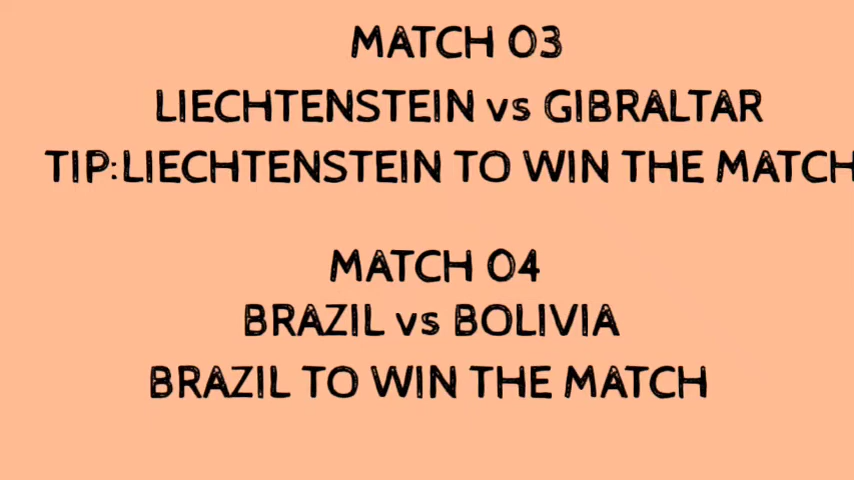 MATCH 03
LIECHTENSTEIN vs GIBRALTAR
TIP:LIECHTENSTEIN TO WIN THE MATCH
MATCH 04
BRAZIL vs BOLIVIA
BRAZIL TO WIN THE MATCH